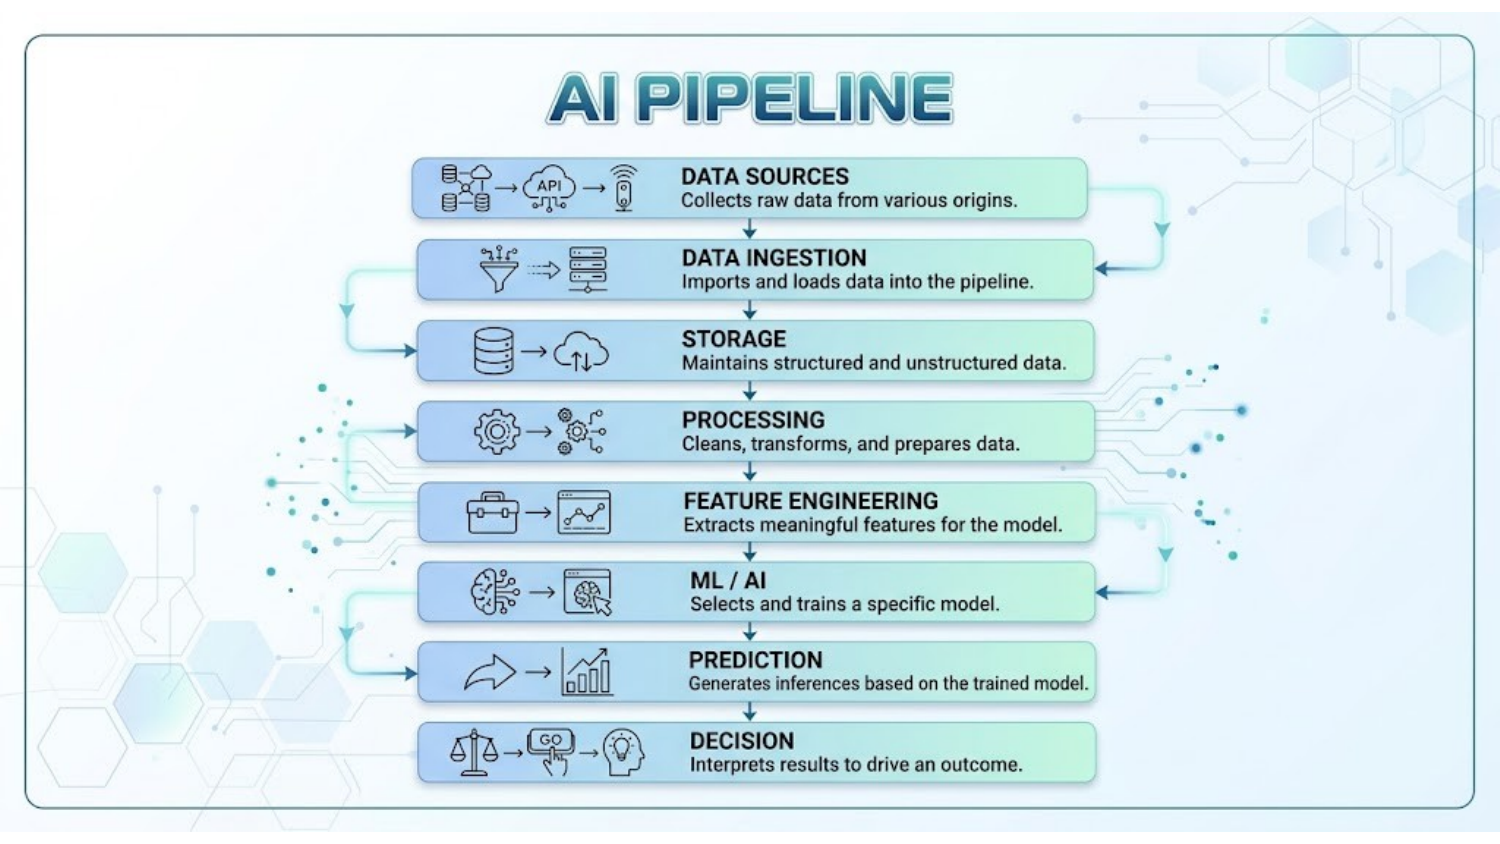 AI PIPELINE
API
DATA SOURCES
Collects raw data from various origins.
DATA INGESTION
Imports and loads data into the pipeline.
STORAGE
Maintains structured and unstructured data.
PROCESSING
Cleans, transforms, and prepares data.
FEATURE ENGINEERING
Extracts meaningful features for the model.
ML / AI
Selects and trains a specific model.
PREDICTION
Generates inferences based on the trained model.
GO
DECISION
Interprets results to drive an outcome.